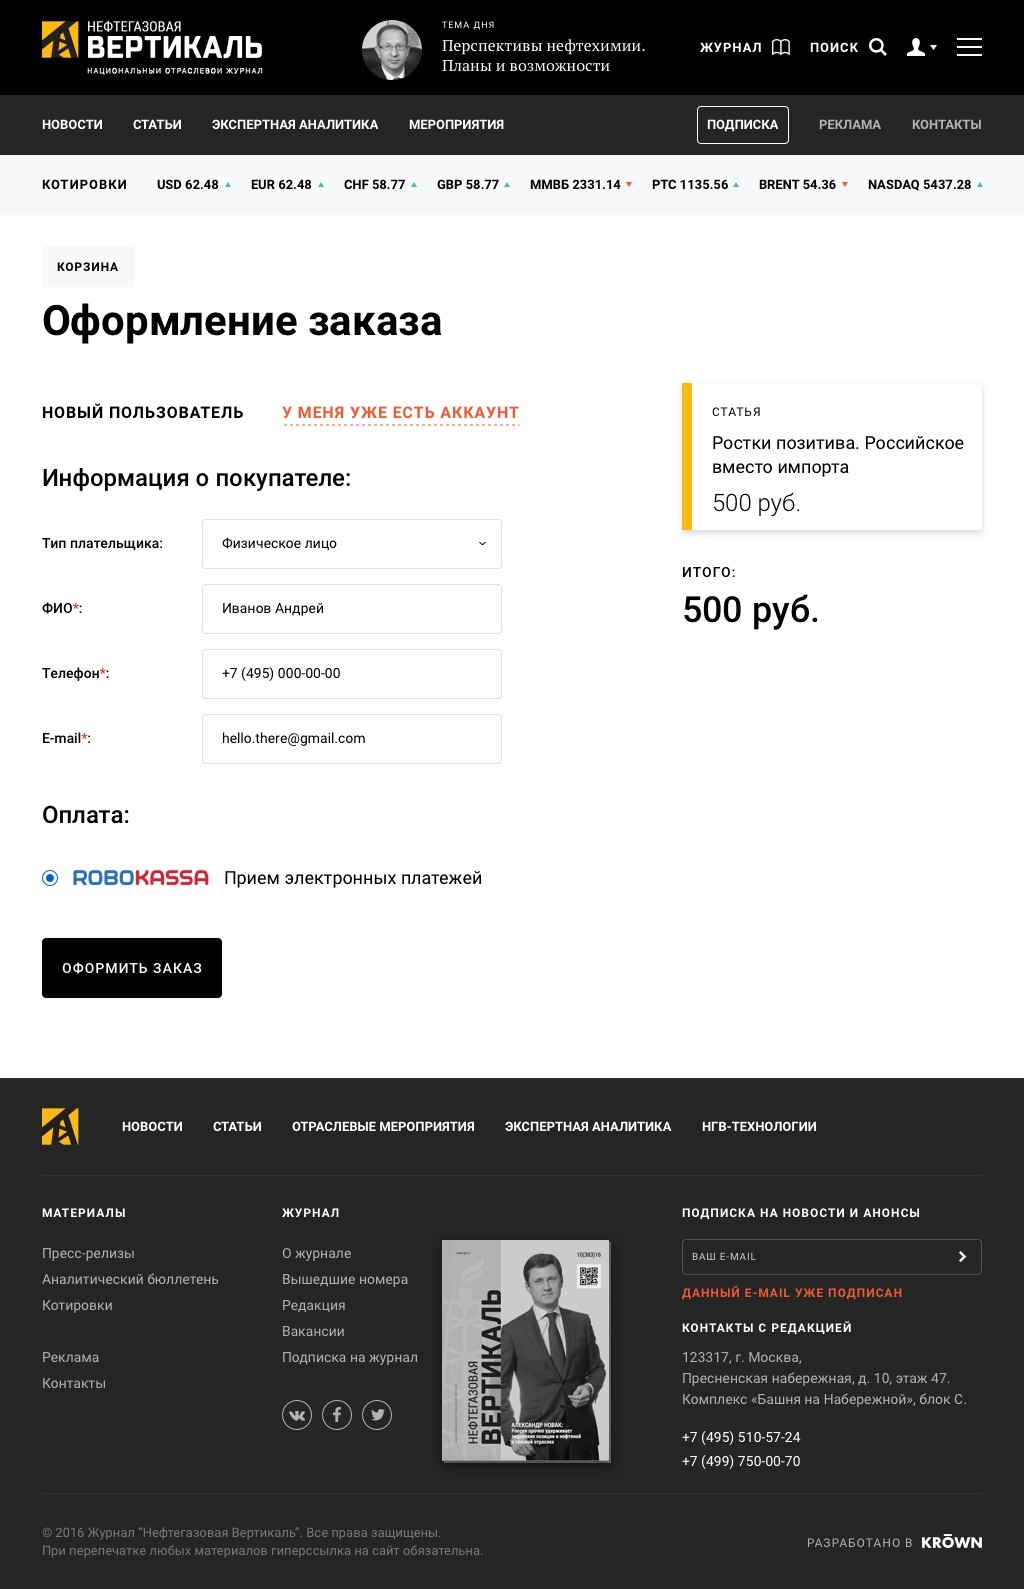 НЕФТЕГАЗОВАЯ
ВЕРТИКАЛЬ
НАЦИОНАЛЬНЫЙ ОТРАСЛЕВОЙ ЖУРНАЛ
ТЕМА ДНЯ
Перспективы нефтехимии.
Планы и возможности
ЖУРНАЛ ПОИСК
НОВОСТИ СТАТЬИ ЭКСПЕРТНАЯ АНАЛИТИКА МЕРОПРИЯТИЯ ПОДПИСКА РЕКЛАМА КОНТАКТЫ
КОТИРОВКИ USD 62.48 EUR 62.48 CHF 58.77 GBP 58.77 ММВБ 2331.14 РТС 1135.56 BRENT 54.36 NASDAQ 5437.28
КОРЗИНА
Оформление заказа
НОВЫЙ ПОЛЬЗОВАТЕЛЬ У МЕНЯ УЖЕ ЕСТЬ АККАУНТ
Информация о покупателе:
Тип плательщика: Физическое лицо
ФИО*: Иванов Андрей
Телефон*: +7 (495) 000-00-00
E-mail*: hello.there@gmail.com
Оплата:
ROBOKASSA Прием электронных платежей
ОФОРМИТЬ ЗАКАЗ
СТАТЬЯ
Ростки позитива. Российское
вместо импорта
500 руб.
ИТОГО:
500 руб.
НОВОСТИ СТАТЬИ ОТРАСЛЕВЫЕ МЕРОПРИЯТИЯ ЭКСПЕРТНАЯ АНАЛИТИКА НГВ-ТЕХНОЛОГИИ
МАТЕРИАЛЫ
Пресс-релизы
Аналитический бюллетень
Котировки
Реклама
Контакты
ЖУРНАЛ
О журнале
Вышедшие номера
Редакция
Вакансии
Подписка на журнал
10(383)16
НЕФТЕГАЗОВАЯ
ВЕРТИКАЛЬ
АЛЕКСАНДР НОВАК:
Россия прочно удерживает
лидерские позиции в нефтяной
и газовой отраслях
ПОДПИСКА НА НОВОСТИ И АНОНСЫ
ВАШ E-MAIL
ДАННЫЙ E-MAIL УЖЕ ПОДПИСАН
КОНТАКТЫ С РЕДАКЦИЕЙ
123317, г. Москва,
Пресненская набережная, д. 10, этаж 47.
Комплекс «Башня на Набережной», блок С.
+7 (495) 510-57-24
+7 (499) 750-00-70
© 2016 Журнал “Нефтегазовая Вертикаль”. Все права защищены.
При перепечатке любых материалов гиперссылка на сайт обязательна.
РАЗРАБОТАНО В KRŌWN